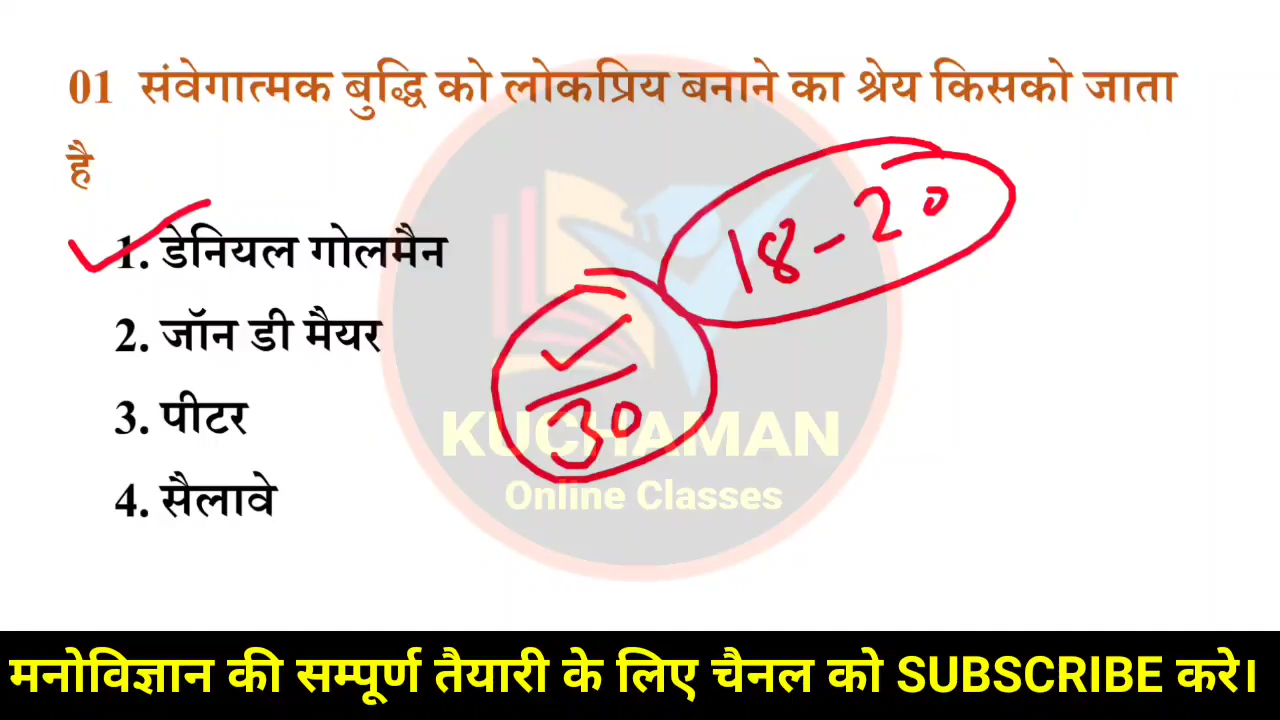 01 संवेगात्मक बुद्धि को लोकप्रिय बनाने का श्रेय किसको जाता
है
1. डेनियल गोलमैन
18-20
2. जॉन डी मैयर
30
3. पीटर
KUCHAMAN
4. सैलावे
Online Classes
मनोविज्ञान की सम्पूर्ण तैयारी के लिए चैनल को SUBSCRIBE करे।